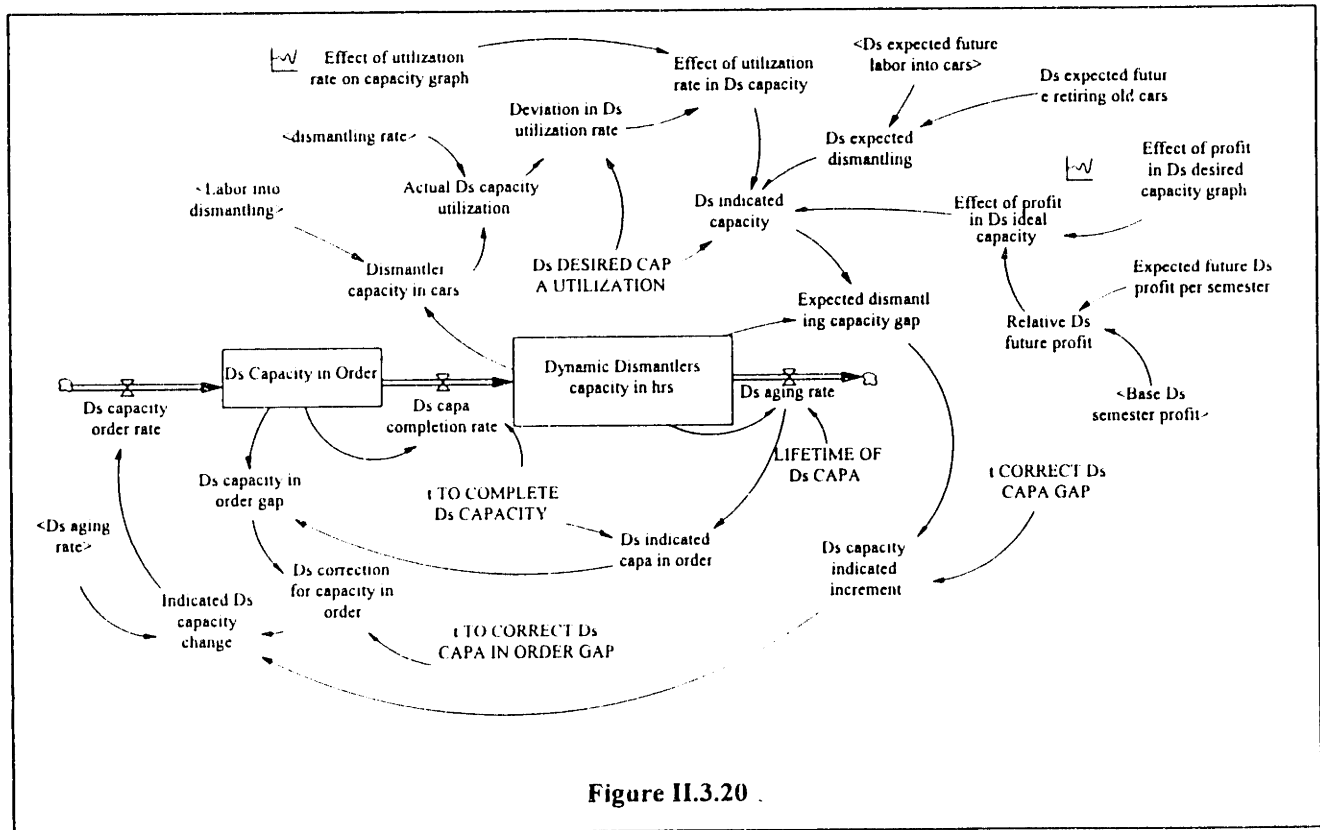 Effect of utilization
rate on capacity graph
Effect of utilization
rate in Ds capacity
<Ds expected future
labor into cars>
Ds expected futur
e retiring old cars
Deviation in Ds
utilization rate
<dismantling rate>
Ds expected
dismantling
Effect of profit
in Ds desired
capacity graph
<Labor into
dismantling>
Actual Ds capacity
utilization
Ds indicated
capacity
Effect of profit
in Ds ideal
capacity
Dismantler
capacity in cars
Ds DESIRED CAP
A UTILIZATION
Expected dismantl
ing capacity gap
Expected future Ds
profit per semester
Relative Ds
future profit
Ds Capacity in Order
Dynamic Dismantlers
capacity in hrs
Ds capacity
order rate
Ds capa
completion rate
Ds aging rate
<Base Ds
semester profit>
LIFETIME OF
Ds CAPA
t CORRECT Ds
CAPA GAP
Ds capacity in
order gap
t TO COMPLETE
Ds CAPACITY
<Ds aging
rate>
Ds indicated
capa in order
Ds capacity
indicated
increment
Ds correction
for capacity in
order
Indicated Ds
capacity
change
t TO CORRECT Ds
CAPA IN ORDER GAP
Figure II.3.20